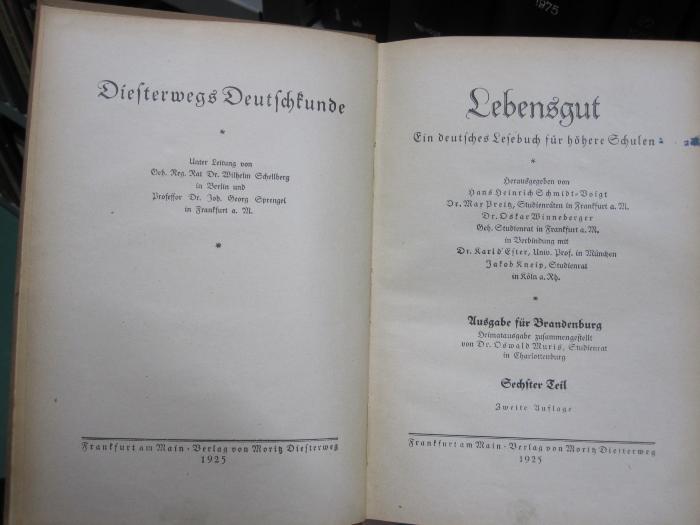 1975
Diesterwegs Deutschkunde
*
Unter Leitung von
Geh. Reg. Rat Dr. Wilhelm Schellberg
in Berlin und
Professor Dr. Joh. Georg Sprengel
in Frankfurt a. M.
*
Frankfurt am Main · Verlag von Moritz Diesterweg
1925
Lebensgut
Ein deutsches Lesebuch für höhere Schulen
*
Herausgegeben von
Hans Heinrich Schmidt-Voigt
Dr. Max Preitz, Studienräten in Frankfurt a. M.
Dr. Oskar Winneberger
Geh. Studienrat in Frankfurt a. M.
in Verbindung mit
Dr. Karl d'Ester, Univ. Prof. in München
Jakob Kneip, Studienrat
in Köln a. Rh.
*
Ausgabe für Brandenburg
Heimatausgabe zusammengestellt
von Dr. Oswald Muris, Studienrat
in Charlottenburg
Sechster Teil
Zweite Auflage
Frankfurt am Main · Verlag von Moritz Diesterweg
1925